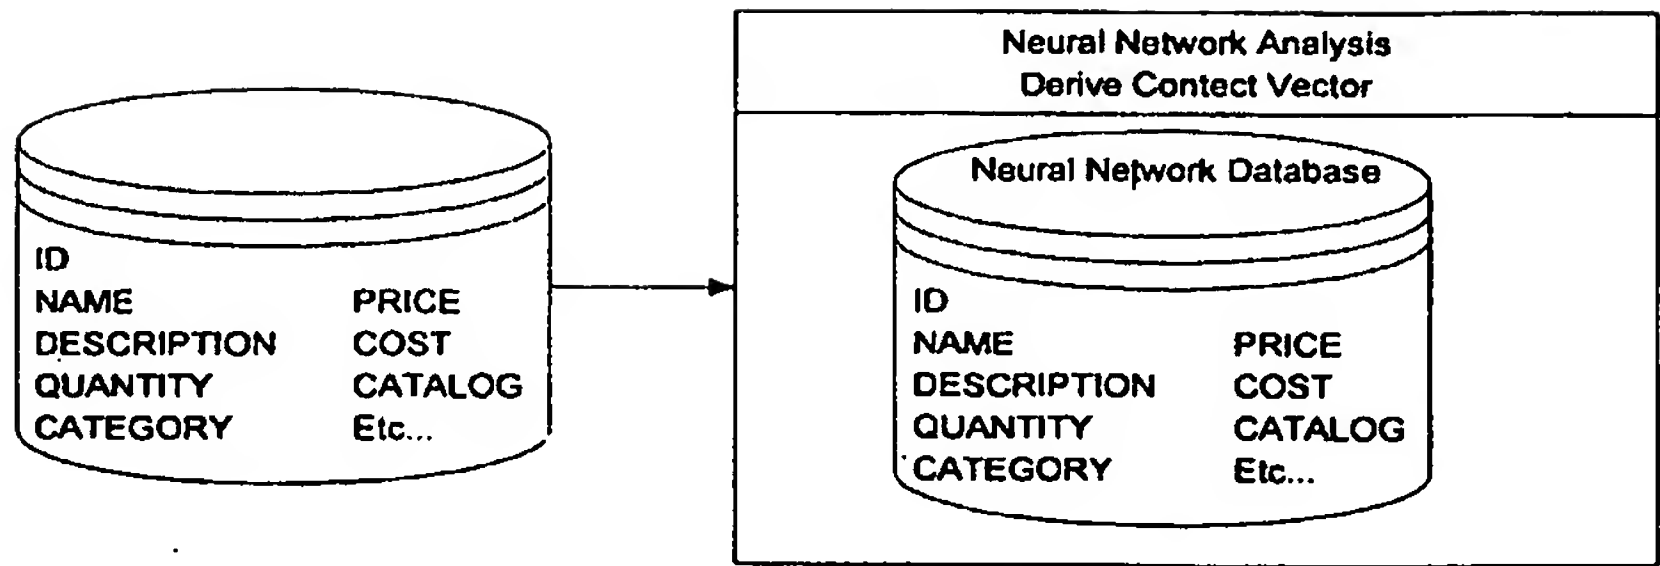 Neural Network Analysis
Derive Contect Vector
Neural Network Database
ID
NAME PRICE
DESCRIPTION COST
QUANTITY CATALOG
CATEGORY Etc...
ID
NAME PRICE
DESCRIPTION COST
QUANTITY CATALOG
CATEGORY Etc...